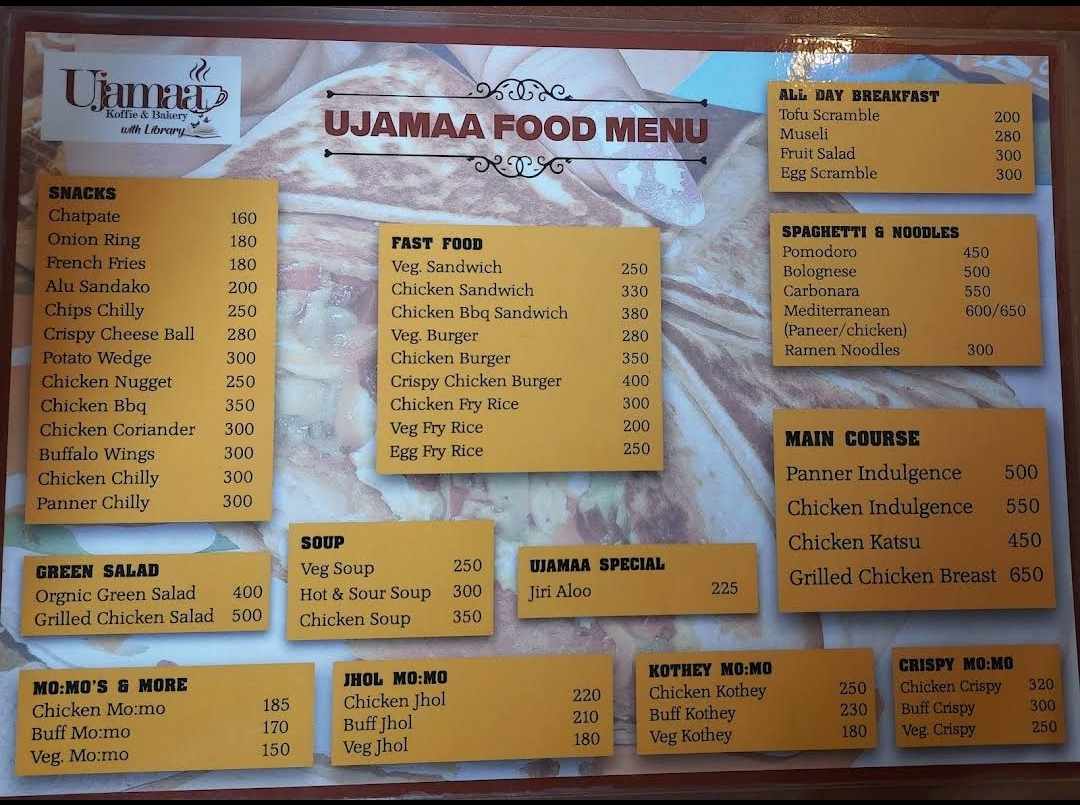 Ujamaa
Koffie & Bakery
with Library
UJAMAA FOOD MENU
SNACKS
Chatpate 160
Onion Ring 180
French Fries 180
Alu Sandako 200
Chips Chilly 250
Crispy Cheese Ball 280
Potato Wedge 300
Chicken Nugget 250
Chicken Bbq 350
Chicken Coriander 300
Buffalo Wings 300
Chicken Chilly 300
Panner Chilly 300
FAST FOOD
Veg. Sandwich 250
Chicken Sandwich 330
Chicken Bbq Sandwich 380
Veg. Burger 280
Chicken Burger 350
Crispy Chicken Burger 400
Chicken Fry Rice 300
Veg Fry Rice 200
Egg Fry Rice 250
ALL DAY BREAKFAST
Tofu Scramble 200
Museli 280
Fruit Salad 300
Egg Scramble 300
SPAGHETTI & NOODLES
Pomodoro 450
Bolognese 500
Carbonara 550
Mediterranean 600/650
(Paneer/chicken)
Ramen Noodles 300
MAIN COURSE
Panner Indulgence 500
Chicken Indulgence 550
Chicken Katsu 450
Grilled Chicken Breast 650
GREEN SALAD
Orgnic Green Salad 400
Grilled Chicken Salad 500
SOUP
Veg Soup 250
Hot & Sour Soup 300
Chicken Soup 350
UJAMAA SPECIAL
Jiri Aloo 225
MO:MO'S & MORE
Chicken Mo:mo 185
Buff Mo:mo 170
Veg. Mo:mo 150
JHOL MO:MO
Chicken Jhol 220
Buff Jhol 210
Veg Jhol 180
KOTHEY MO:MO
Chicken Kothey 250
Buff Kothey 230
Veg Kothey 180
CRISPY MO:MO
Chicken Crispy 320
Buff Crispy 300
Veg. Crispy 250